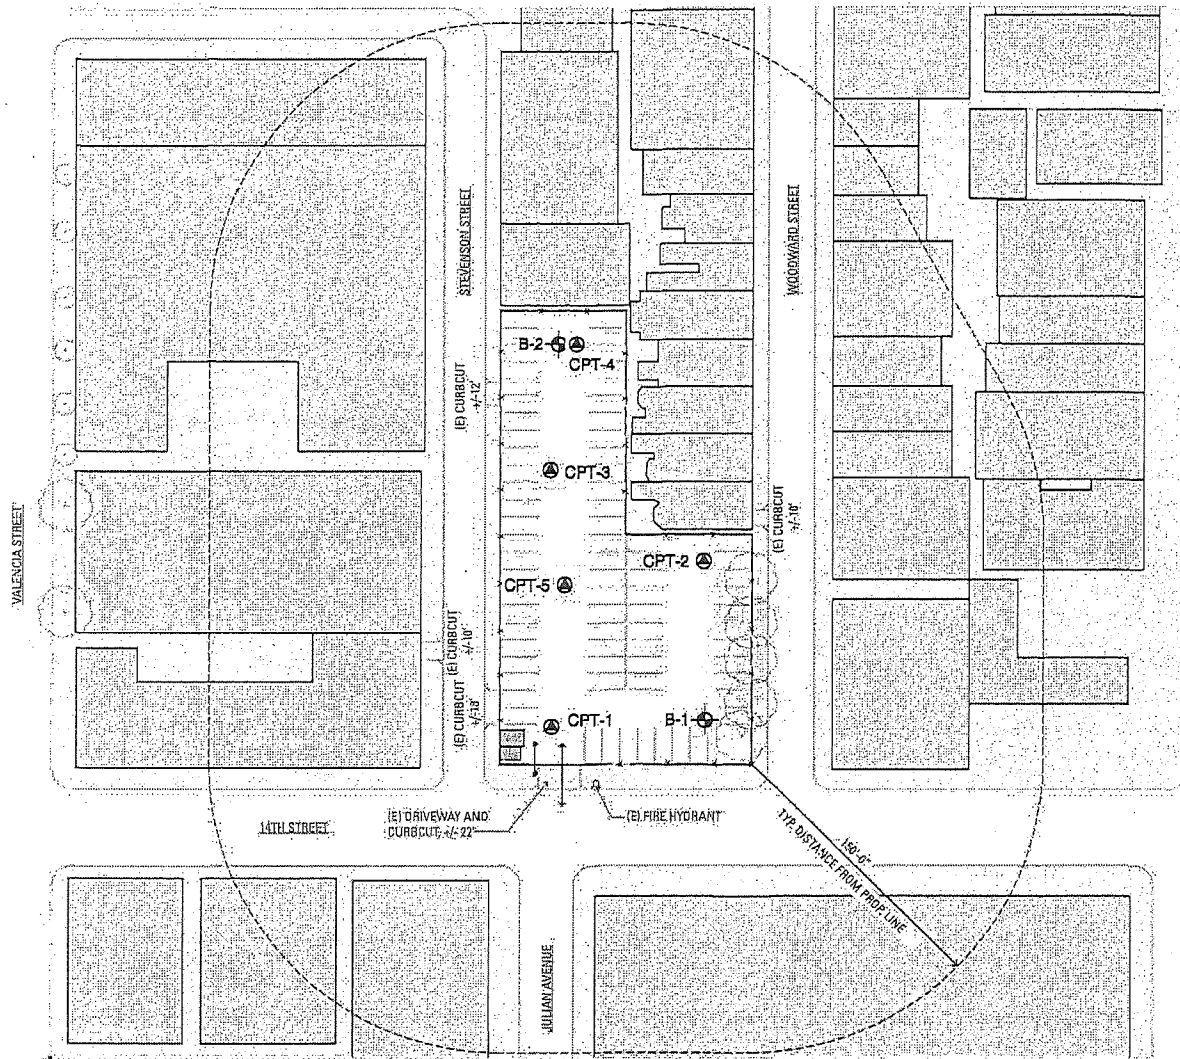 STEVENSON STREET
WOODWARD STREET
B-2
CPT-4
(E) CURBCUT
+/-12'
CPT-3
VALENCIA STREET
(E) CURBCUT
+/-10'
CPT-2
CPT-5
(E) CURBCUT
+/-10'
(E) CURBCUT
+/-18'
CPT-1
B-1
14TH STREET
(E) DRIVEWAY AND
CURBCUT, +/- 22'
(E) FIRE HYDRANT
150'-0"
TYP. DISTANCE FROM PROP. LINE
JULIAN AVENUE